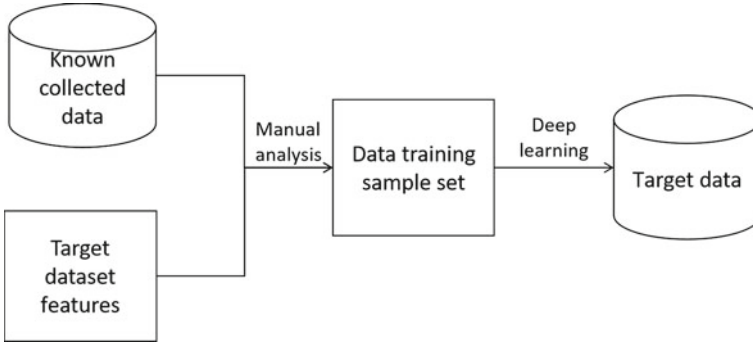 Known
collected
data
Manual
analysis
Data training
sample set
Deep
learning
Target data
Target
dataset
features